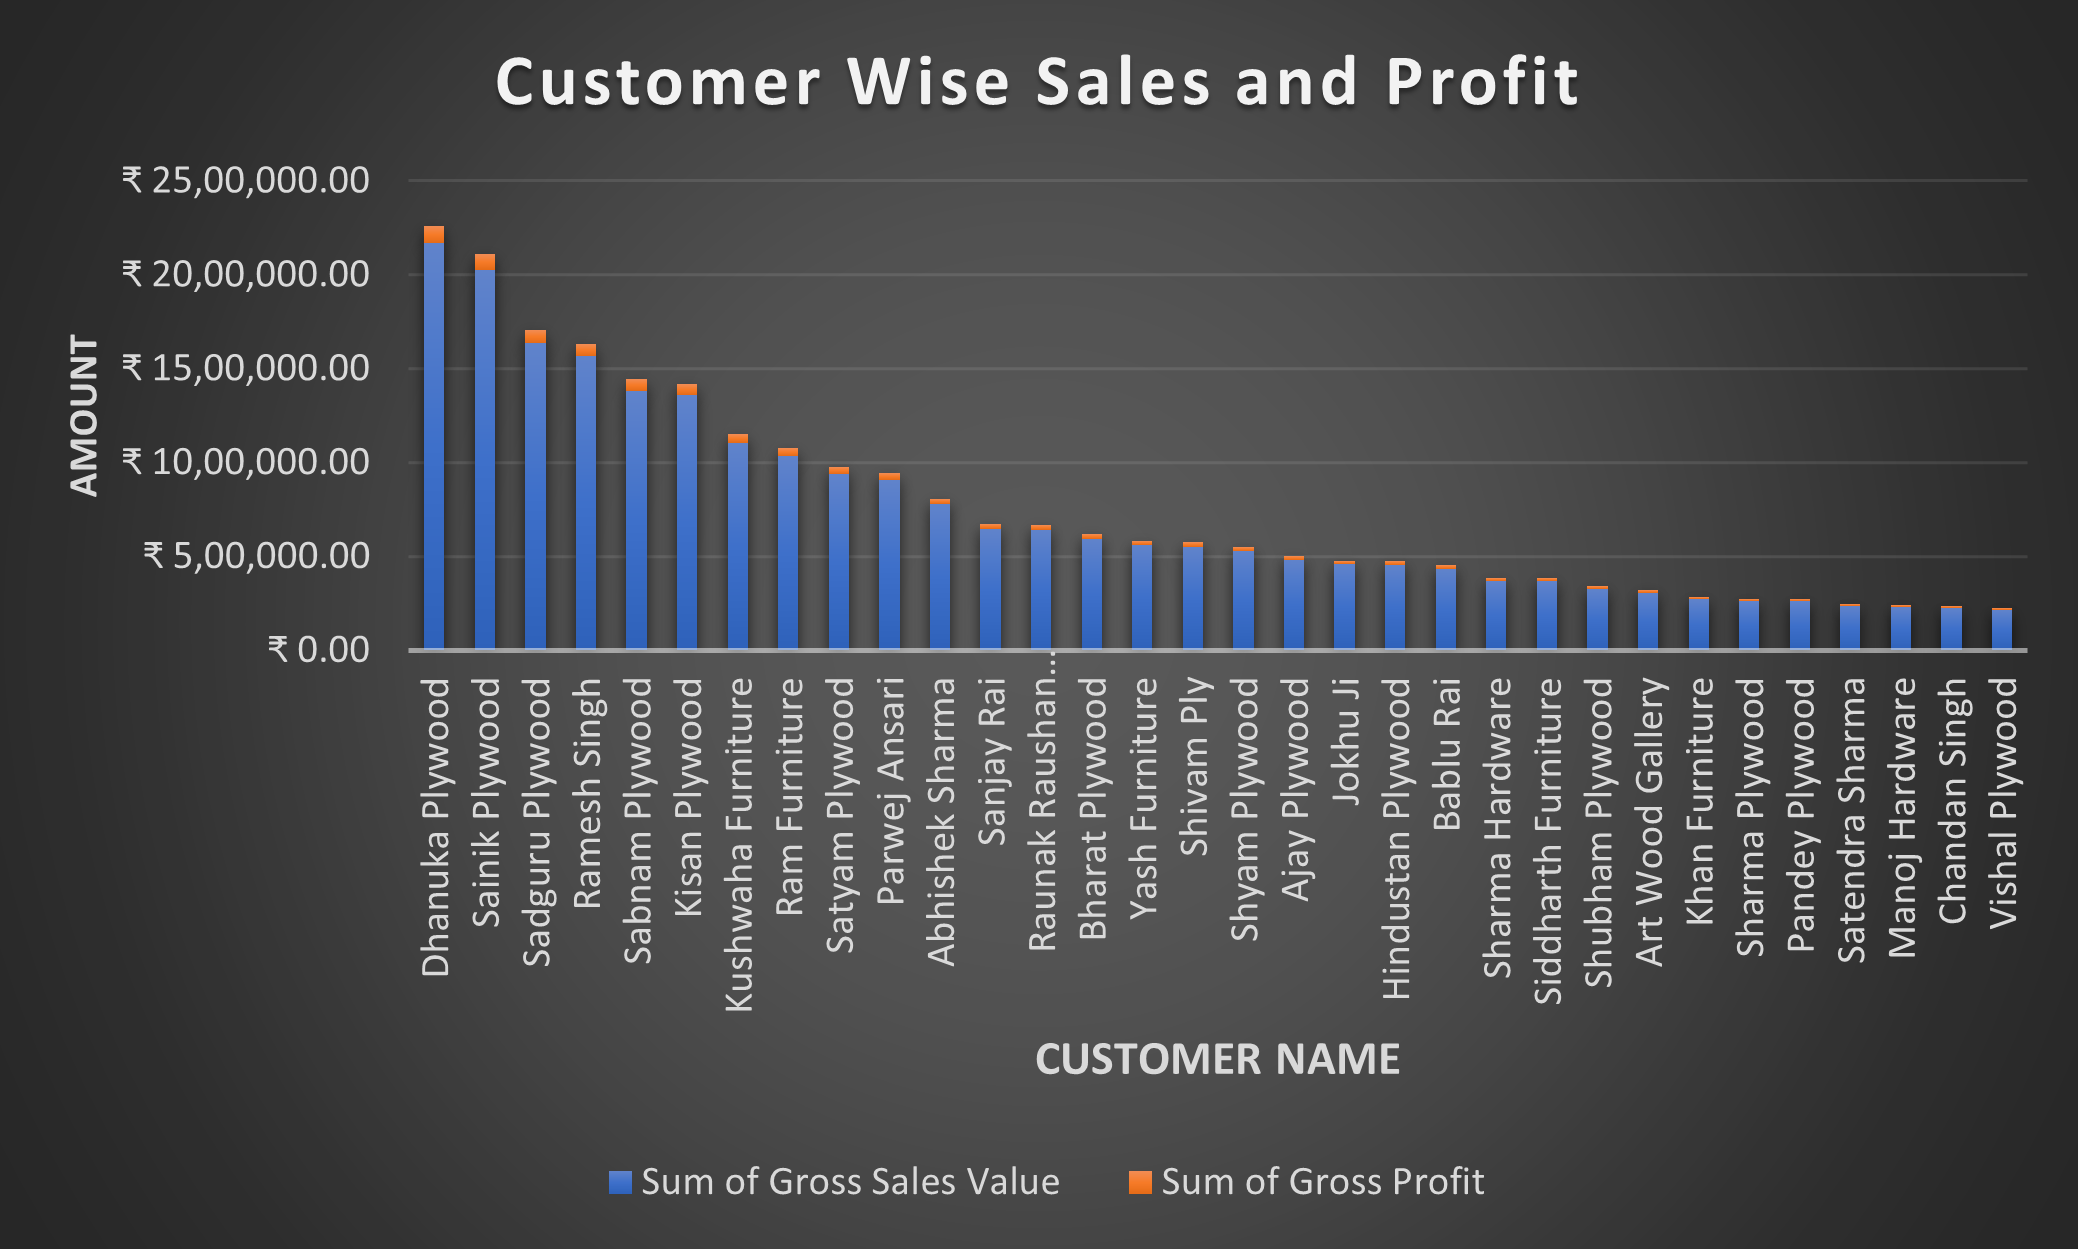 Customer Wise Sales and Profit
₹ 25,00,000.00
₹ 20,00,000.00
₹ 15,00,000.00
₹ 10,00,000.00
₹ 5,00,000.00
₹ 0.00
AMOUNT
Dhanuka Plywood
Sainik Plywood
Sadguru Plywood
Ramesh Singh
Sabnam Plywood
Kisan Plywood
Kushwaha Furniture
Ram Furniture
Satyam Plywood
Parwej Ansari
Abhishek Sharma
Sanjay Rai
Raunak Raushan...
Bharat Plywood
Yash Furniture
Shivam Ply
Shyam Plywood
Ajay Plywood
Jokhu Ji
Hindustan Plywood
Bablu Rai
Sharma Hardware
Siddharth Furniture
Shubham Plywood
Art Wood Gallery
Khan Furniture
Sharma Plywood
Pandey Plywood
Satendra Sharma
Manoj Hardware
Chandan Singh
Vishal Plywood
CUSTOMER NAME
Sum of Gross Sales Value
Sum of Gross Profit